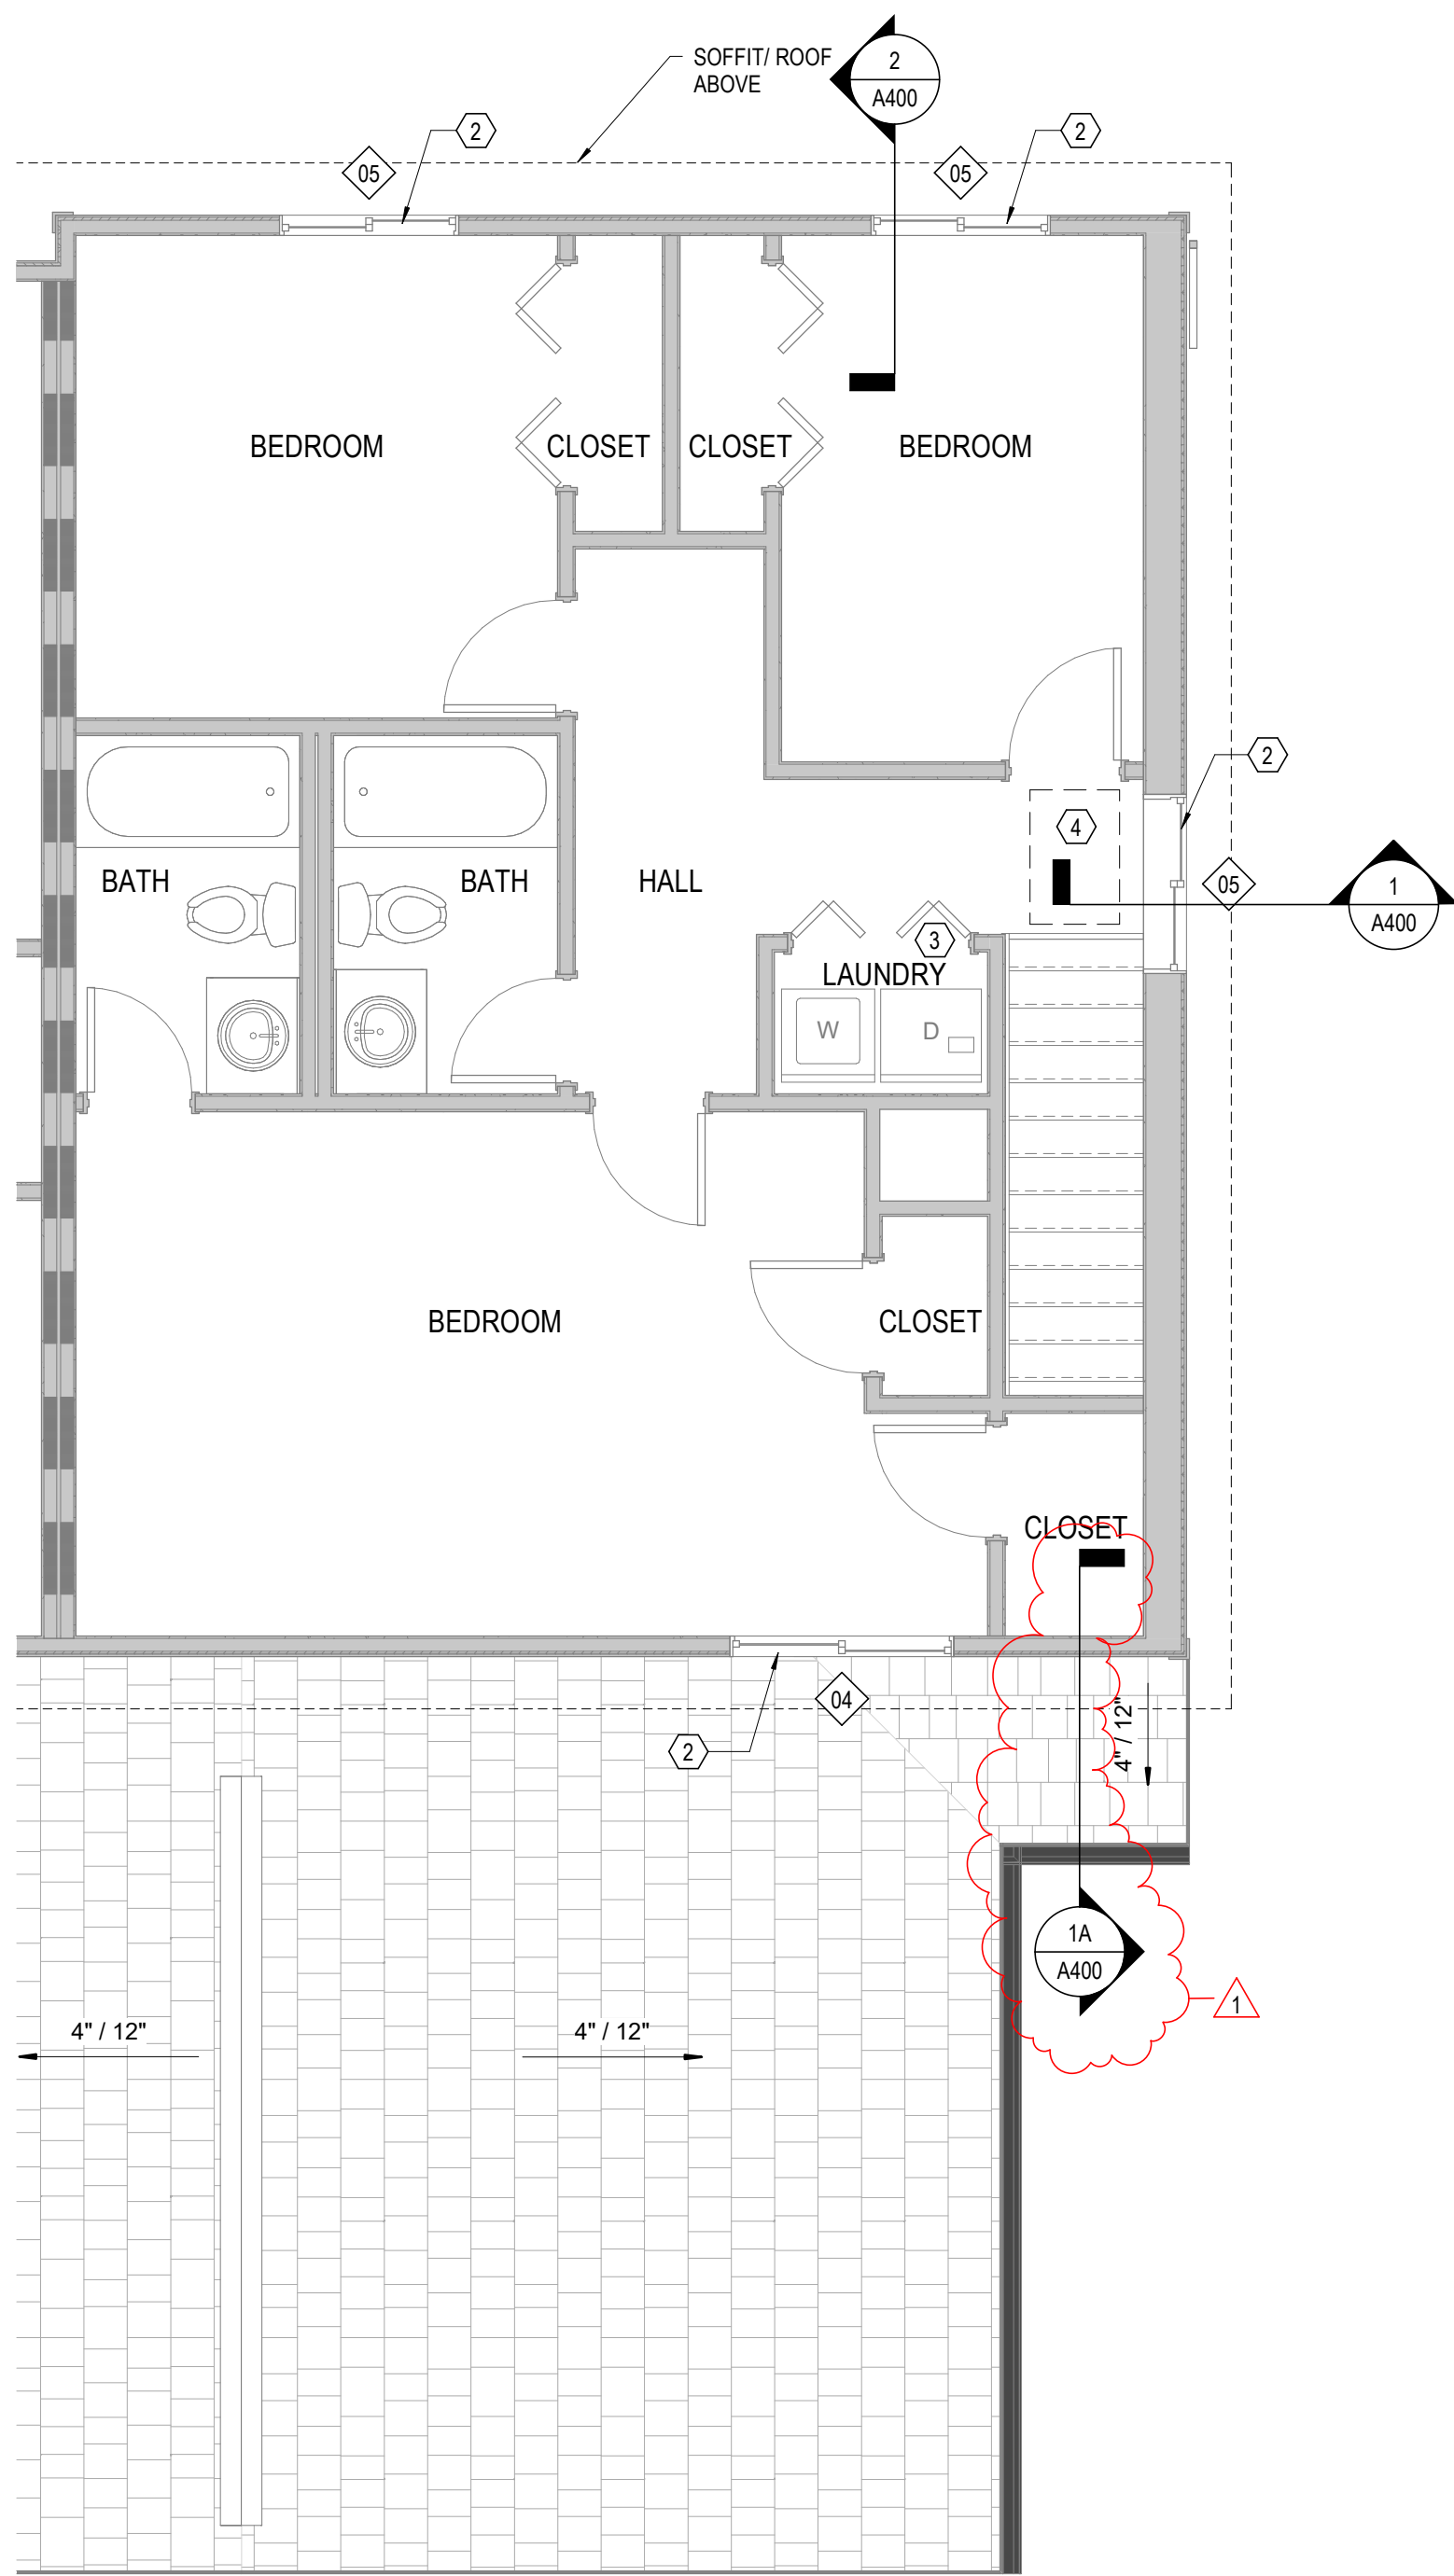 SOFFIT/ ROOF
ABOVE
2
A400
2
2
05
05
BEDROOM
CLOSET
CLOSET
BEDROOM
2
4
05
1
A400
BATH
BATH
HALL
3
LAUNDRY
W
D
BEDROOM
CLOSET
CLOSET
04
2
4" / 12"
1A
A400
1
4" / 12"
4" / 12"